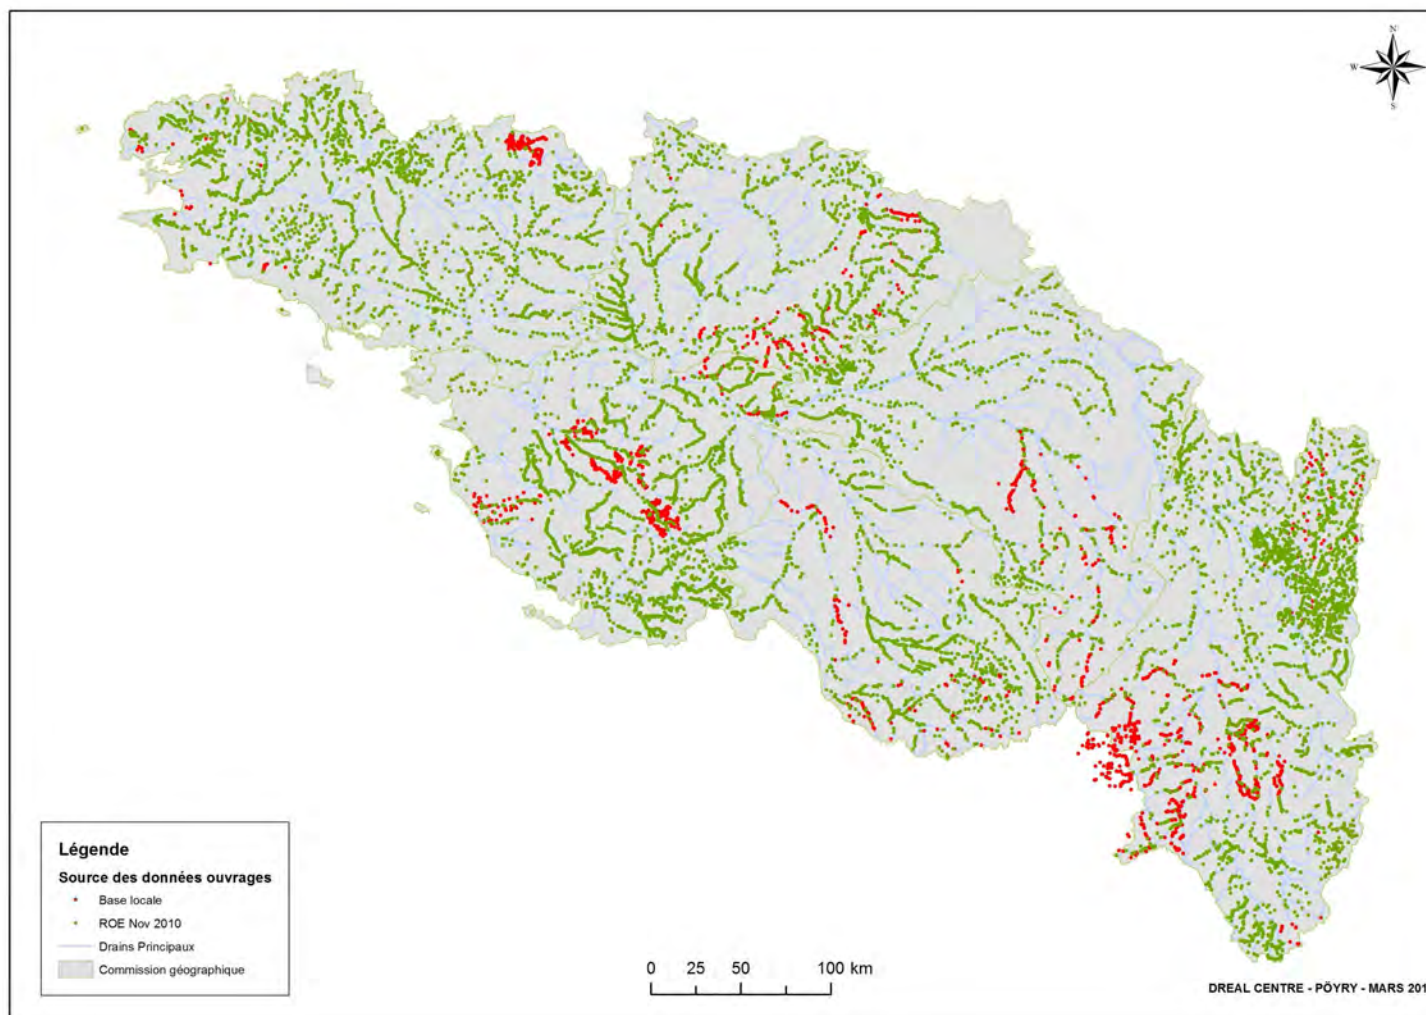 N
W
S
Légende
Source des données ouvrages
Base locale
ROE Nov 2010
Drains Principaux
Commission géographique
0 25 50 100 km
DREAL CENTRE - PÖYRY - MARS 201